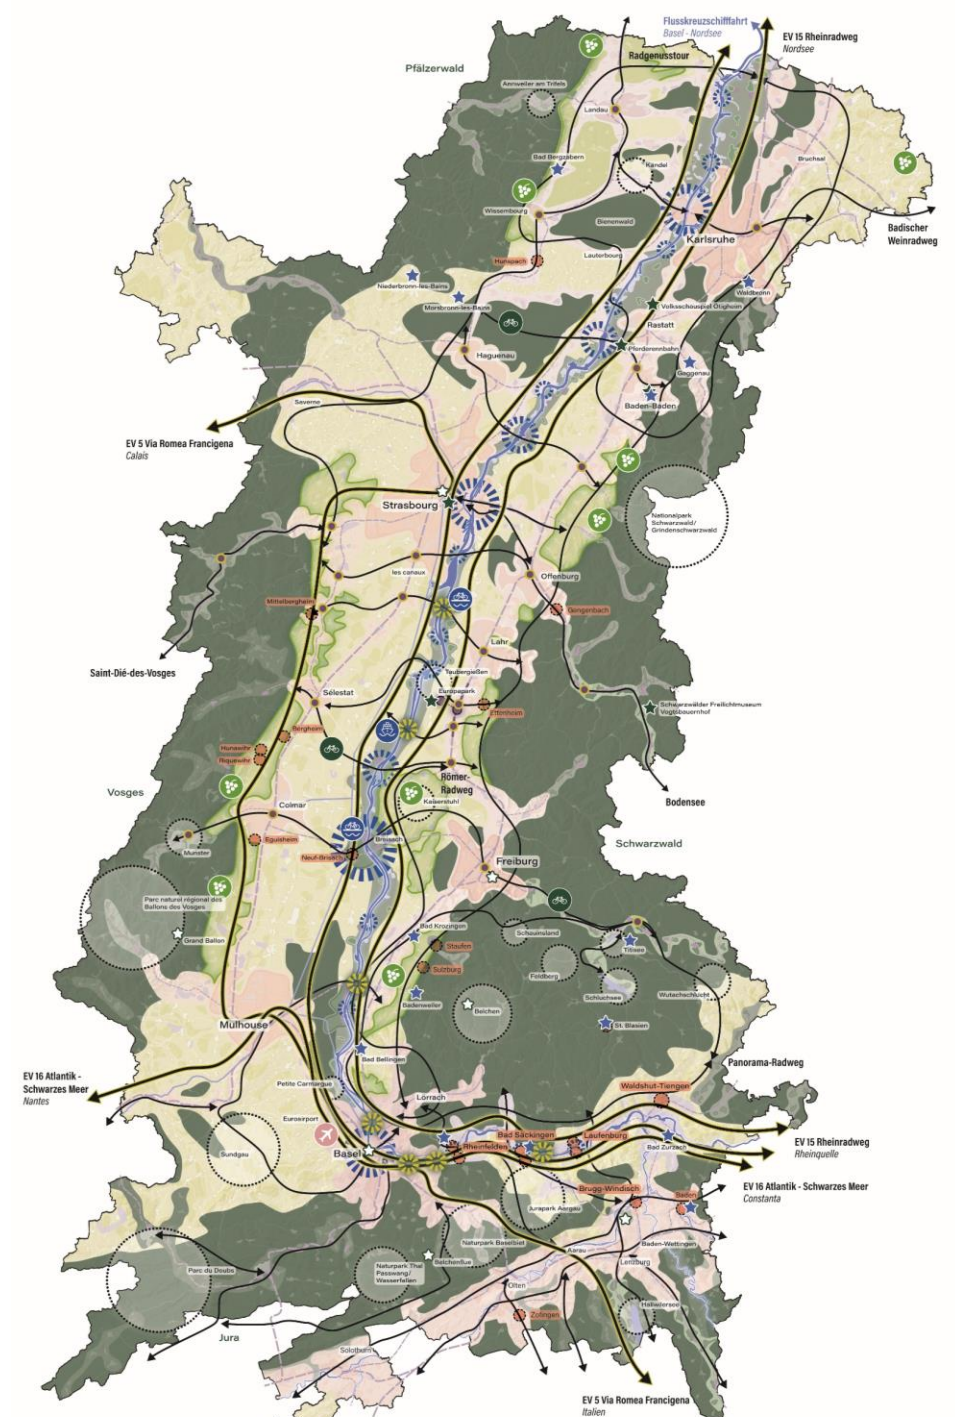 Flusskreuzschifffahrt
Basel - Nordsee
EV 15 Rheinradweg
Nordsee
Radgenusstour
Pfälzerwald
Annweiler am Trifels
Landau
Bad Bergzabern
Kandel
Bruchsal
Wissembourg
Bienenwald
Karlsruhe
Badischer
Weinradweg
Lauterbourg
Hunspach
Niederbronn-les-Bains
Morsbronn-les-Bains
Waldbronn
Volksschauspiel Ötigheim
Rastatt
Pferderennbahn
Haguenau
Gaggenau
Baden-Baden
Saverne
EV 5 Via Romea Francigena
Calais
Strasbourg
Nationalpark
Schwarzwald/
Grindenschwarzwald
les canaux
Offenburg
Mittelbergheim
Gengenbach
Lahr
Saint-Dié-des-Vosges
Taubergießen
Europapark
Sélestat
Ettenheim
Schwarzwälder Freilichtmuseum
Vogtsbauernhof
Bergheim
Hunawihr
Riquewihr
Römer-
Radweg
Bodensee
Vosges
Kaiserstuhl
Colmar
Eguisheim
Breisach
Schwarzwald
Munster
Neuf-Brisach
Freiburg
Parc naturel régional des
Ballons des Vosges
Grand Ballon
Bad Krozingen
Schauinsland
Staufen
Titisee
Sulzburg
Feldberg
Badenweiler
Schluchsee
Wutachschlucht
Belchen
St. Blasien
Mulhouse
Bad Bellingen
Panorama-Radweg
EV 16 Atlantik -
Schwarzes Meer
Nantes
Petite Camargue
Waldshut-Tiengen
Lörrach
Euroairport
Bad Säckingen
Laufenburg
EV 15 Rheinradweg
Rheinquelle
Sundgau
Basel
Rheinfelden
Bad Zurzach
EV 16 Atlantik - Schwarzes Meer
Constanta
Brugg-Windisch
Baden
Jurapark Aargau
Naturpark Baselbiet
Baden-Wettingen
Belchenflue
Aarau
Lenzburg
Parc du Doubs
Naturpark Thal
Passwang/
Wasserfallen
Olten
Hallwilersee
Zofingen
Jura
Solothurn
EV 5 Via Romea Francigena
Italien